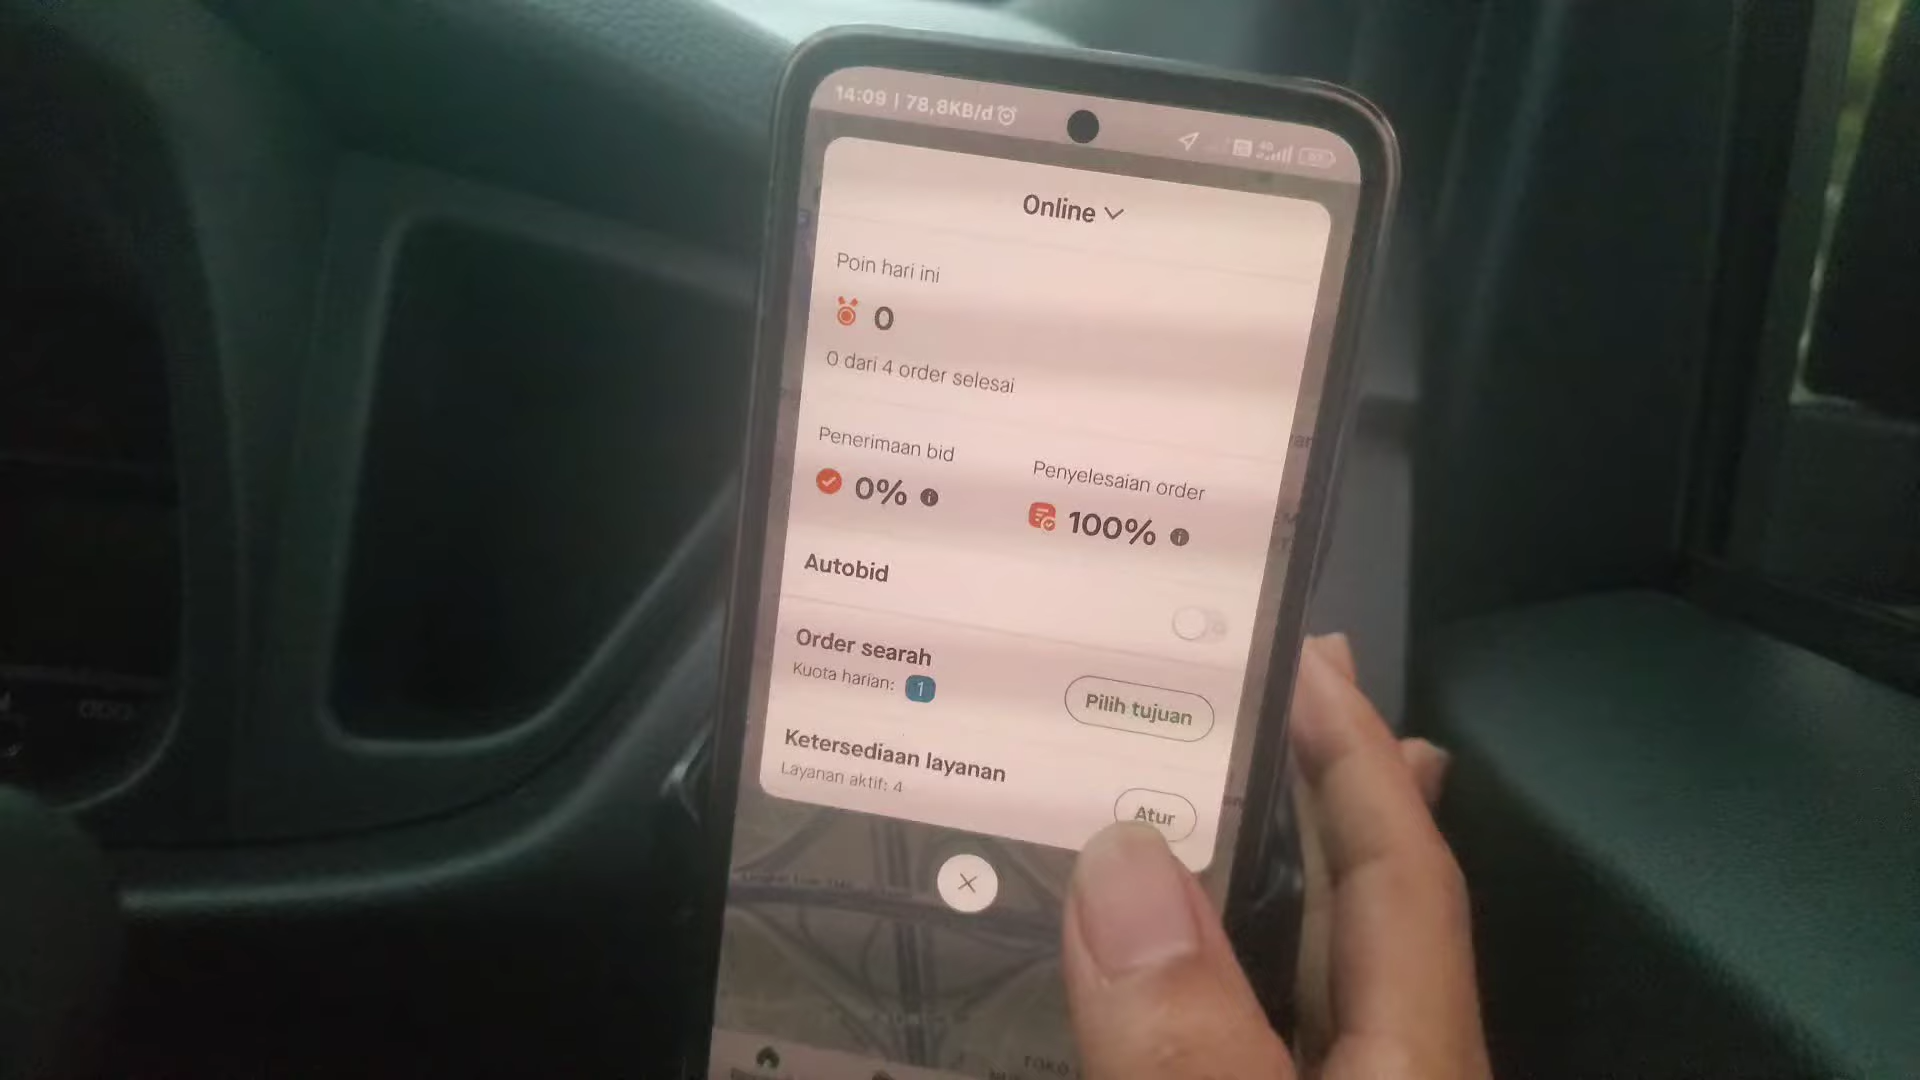 14:09 | 78,8KB/d
Online
Poin hari ini
0
0 dari 4 order selesai
Penerimaan bid
0%
Penyelesaian order
100%
Autobid
Order searah
Kuota harian: 1
Pilih tujuan
Ketersediaan layanan
Layanan aktif: 4
Atur
TOKO